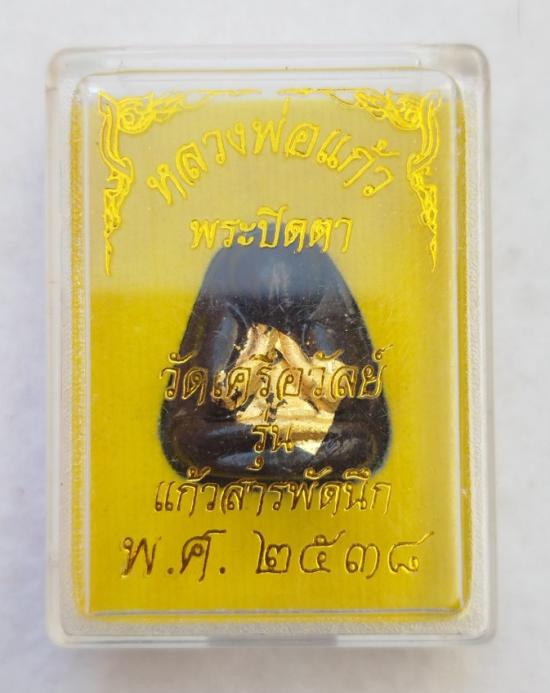 หลวงพ่อแก้ว
พระปิดตา
วัดเครือวัลย์
รุ่น
แก้วสารพัดนึก
พ.ศ. ๒๕๓๘